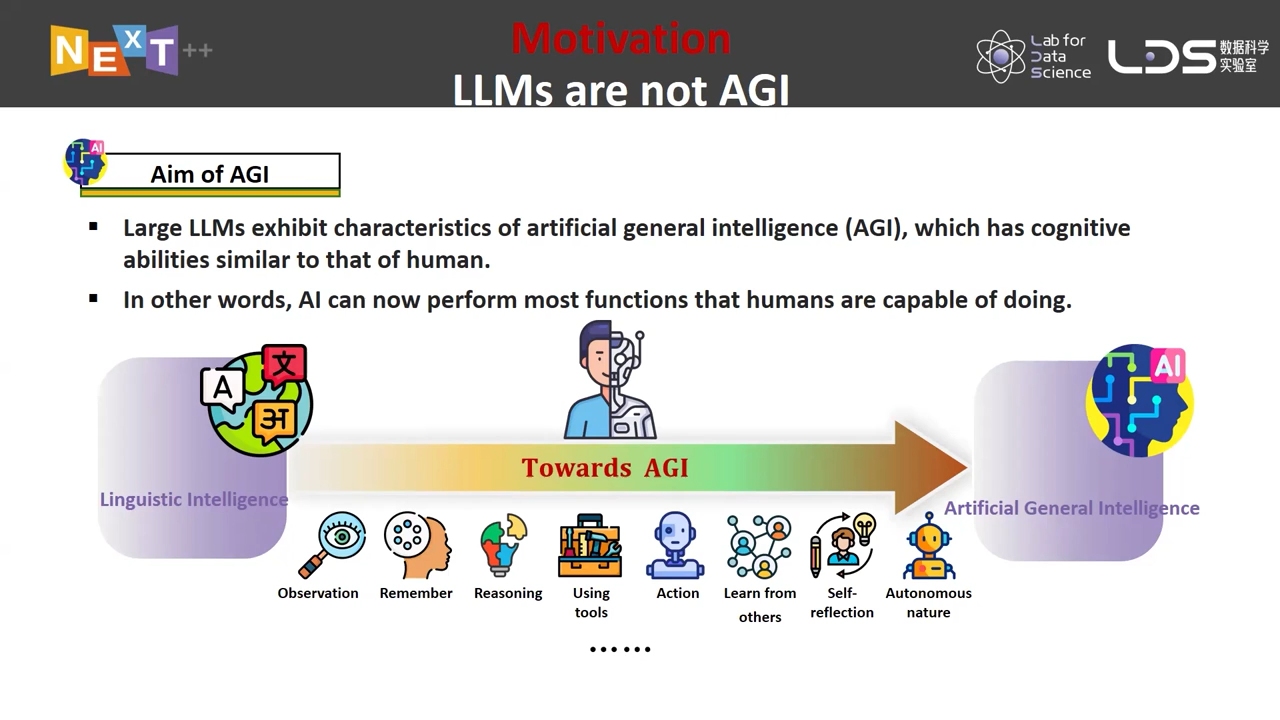 NExT++
Motivation
LLMs are not AGI
Lab for
Data
Science
LDS
数据科学
实验室
AI
Aim of AGI
▪ Large LLMs exhibit characteristics of artificial general intelligence (AGI), which has cognitive
abilities similar to that of human.
▪ In other words, AI can now perform most functions that humans are capable of doing.
A
文
अ
Linguistic Intelligence
Towards AGI
AI
Artificial General Intelligence
Observation
Remember
Reasoning
Using
tools
Action
Learn from
others
Self-
reflection
Autonomous
nature
……